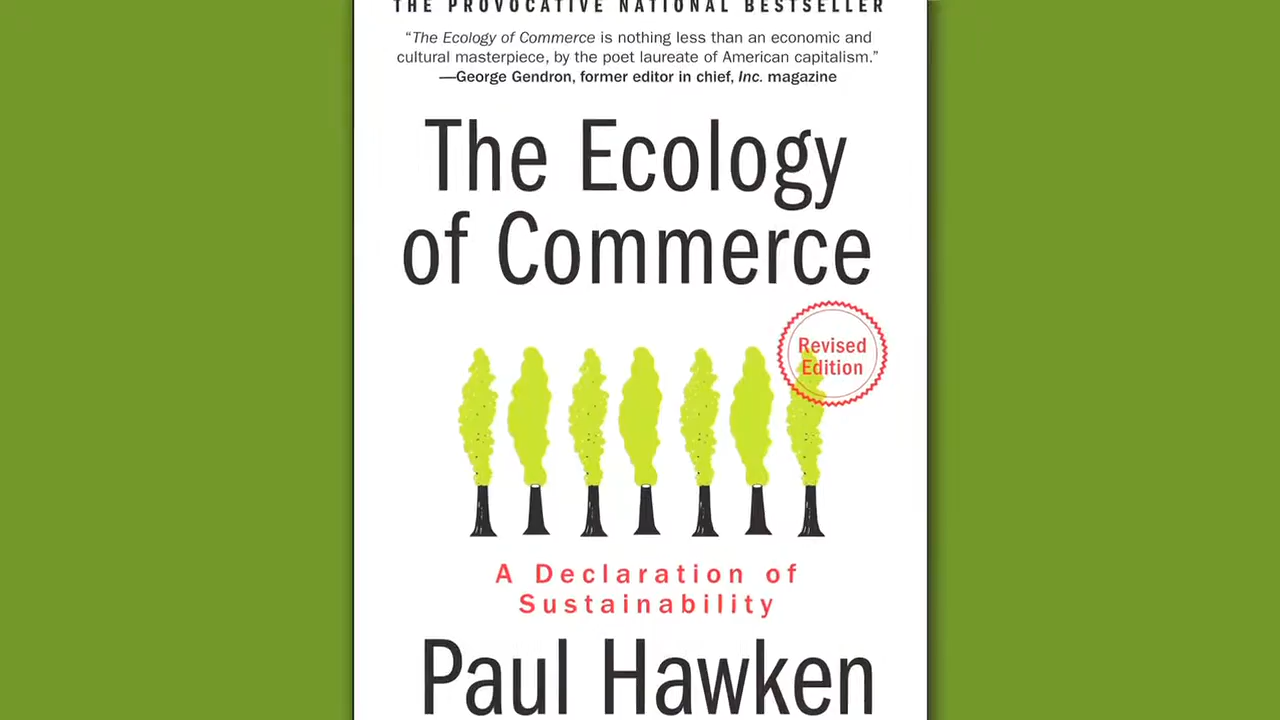 THE PROVOCATIVE NATIONAL BESTSELLER
“The Ecology of Commerce is nothing less than an economic and
cultural masterpiece, by the poet laureate of American capitalism.”
—George Gendron, former editor in chief, Inc. magazine
The Ecology
of Commerce
Revised
Edition
A Declaration of
Sustainability
Paul Hawken